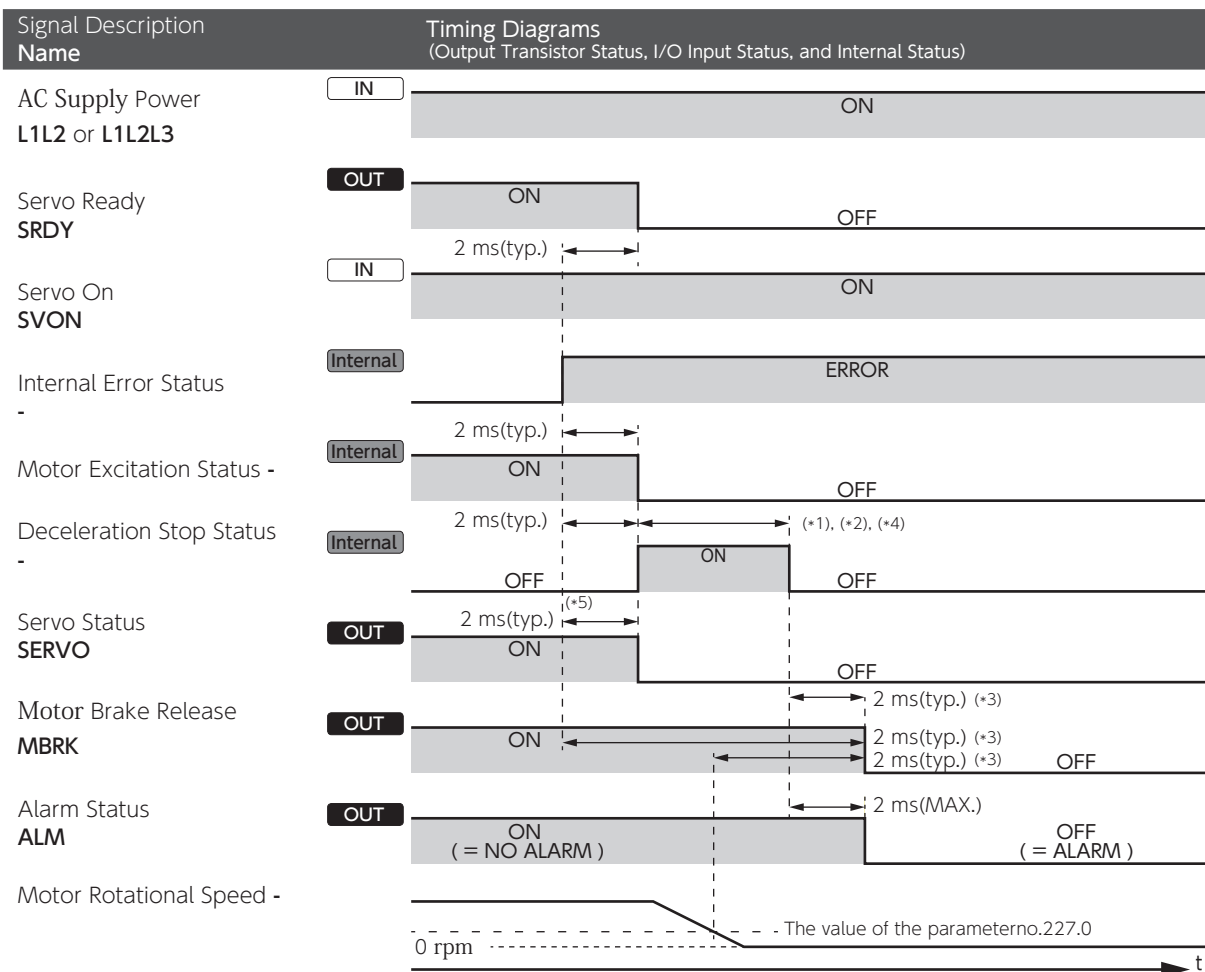 Signal Description
Name
Timing Diagrams
(Output Transistor Status, I/O Input Status, and Internal Status)
AC Supply Power
L1L2 or L1L2L3
IN
ON
Servo Ready
SRDY
OUT
ON
OFF
2 ms(typ.)
Servo On
SVON
IN
ON
Internal Error Status
-
Internal
ERROR
2 ms(typ.)
Motor Excitation Status -
Internal
ON
OFF
2 ms(typ.)
(*1), (*2), (*4)
Deceleration Stop Status
-
Internal
OFF
ON
OFF
(*5)
2 ms(typ.)
Servo Status
SERVO
OUT
ON
OFF
2 ms(typ.) (*3)
Motor Brake Release
MBRK
OUT
ON
2 ms(typ.) (*3)
2 ms(typ.) (*3)
OFF
2 ms(MAX.)
Alarm Status
ALM
OUT
ON
( = NO ALARM )
OFF
( = ALARM )
Motor Rotational Speed -
The value of the parameterno.227.0
0 rpm
t